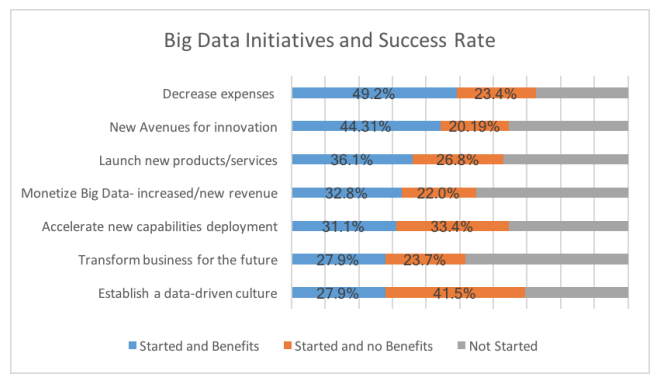 Big Data Initiatives and Success Rate
Decrease expenses 49.2% 23.4%
New Avenues for innovation 44.31% 20.19%
Launch new products/services 36.1% 26.8%
Monetize Big Data- increased/new revenue 32.8% 22.0%
Accelerate new capabilities deployment 31.1% 33.4%
Transform business for the future 27.9% 23.7%
Establish a data-driven culture 27.9% 41.5%
Started and Benefits Started and no Benefits Not Started